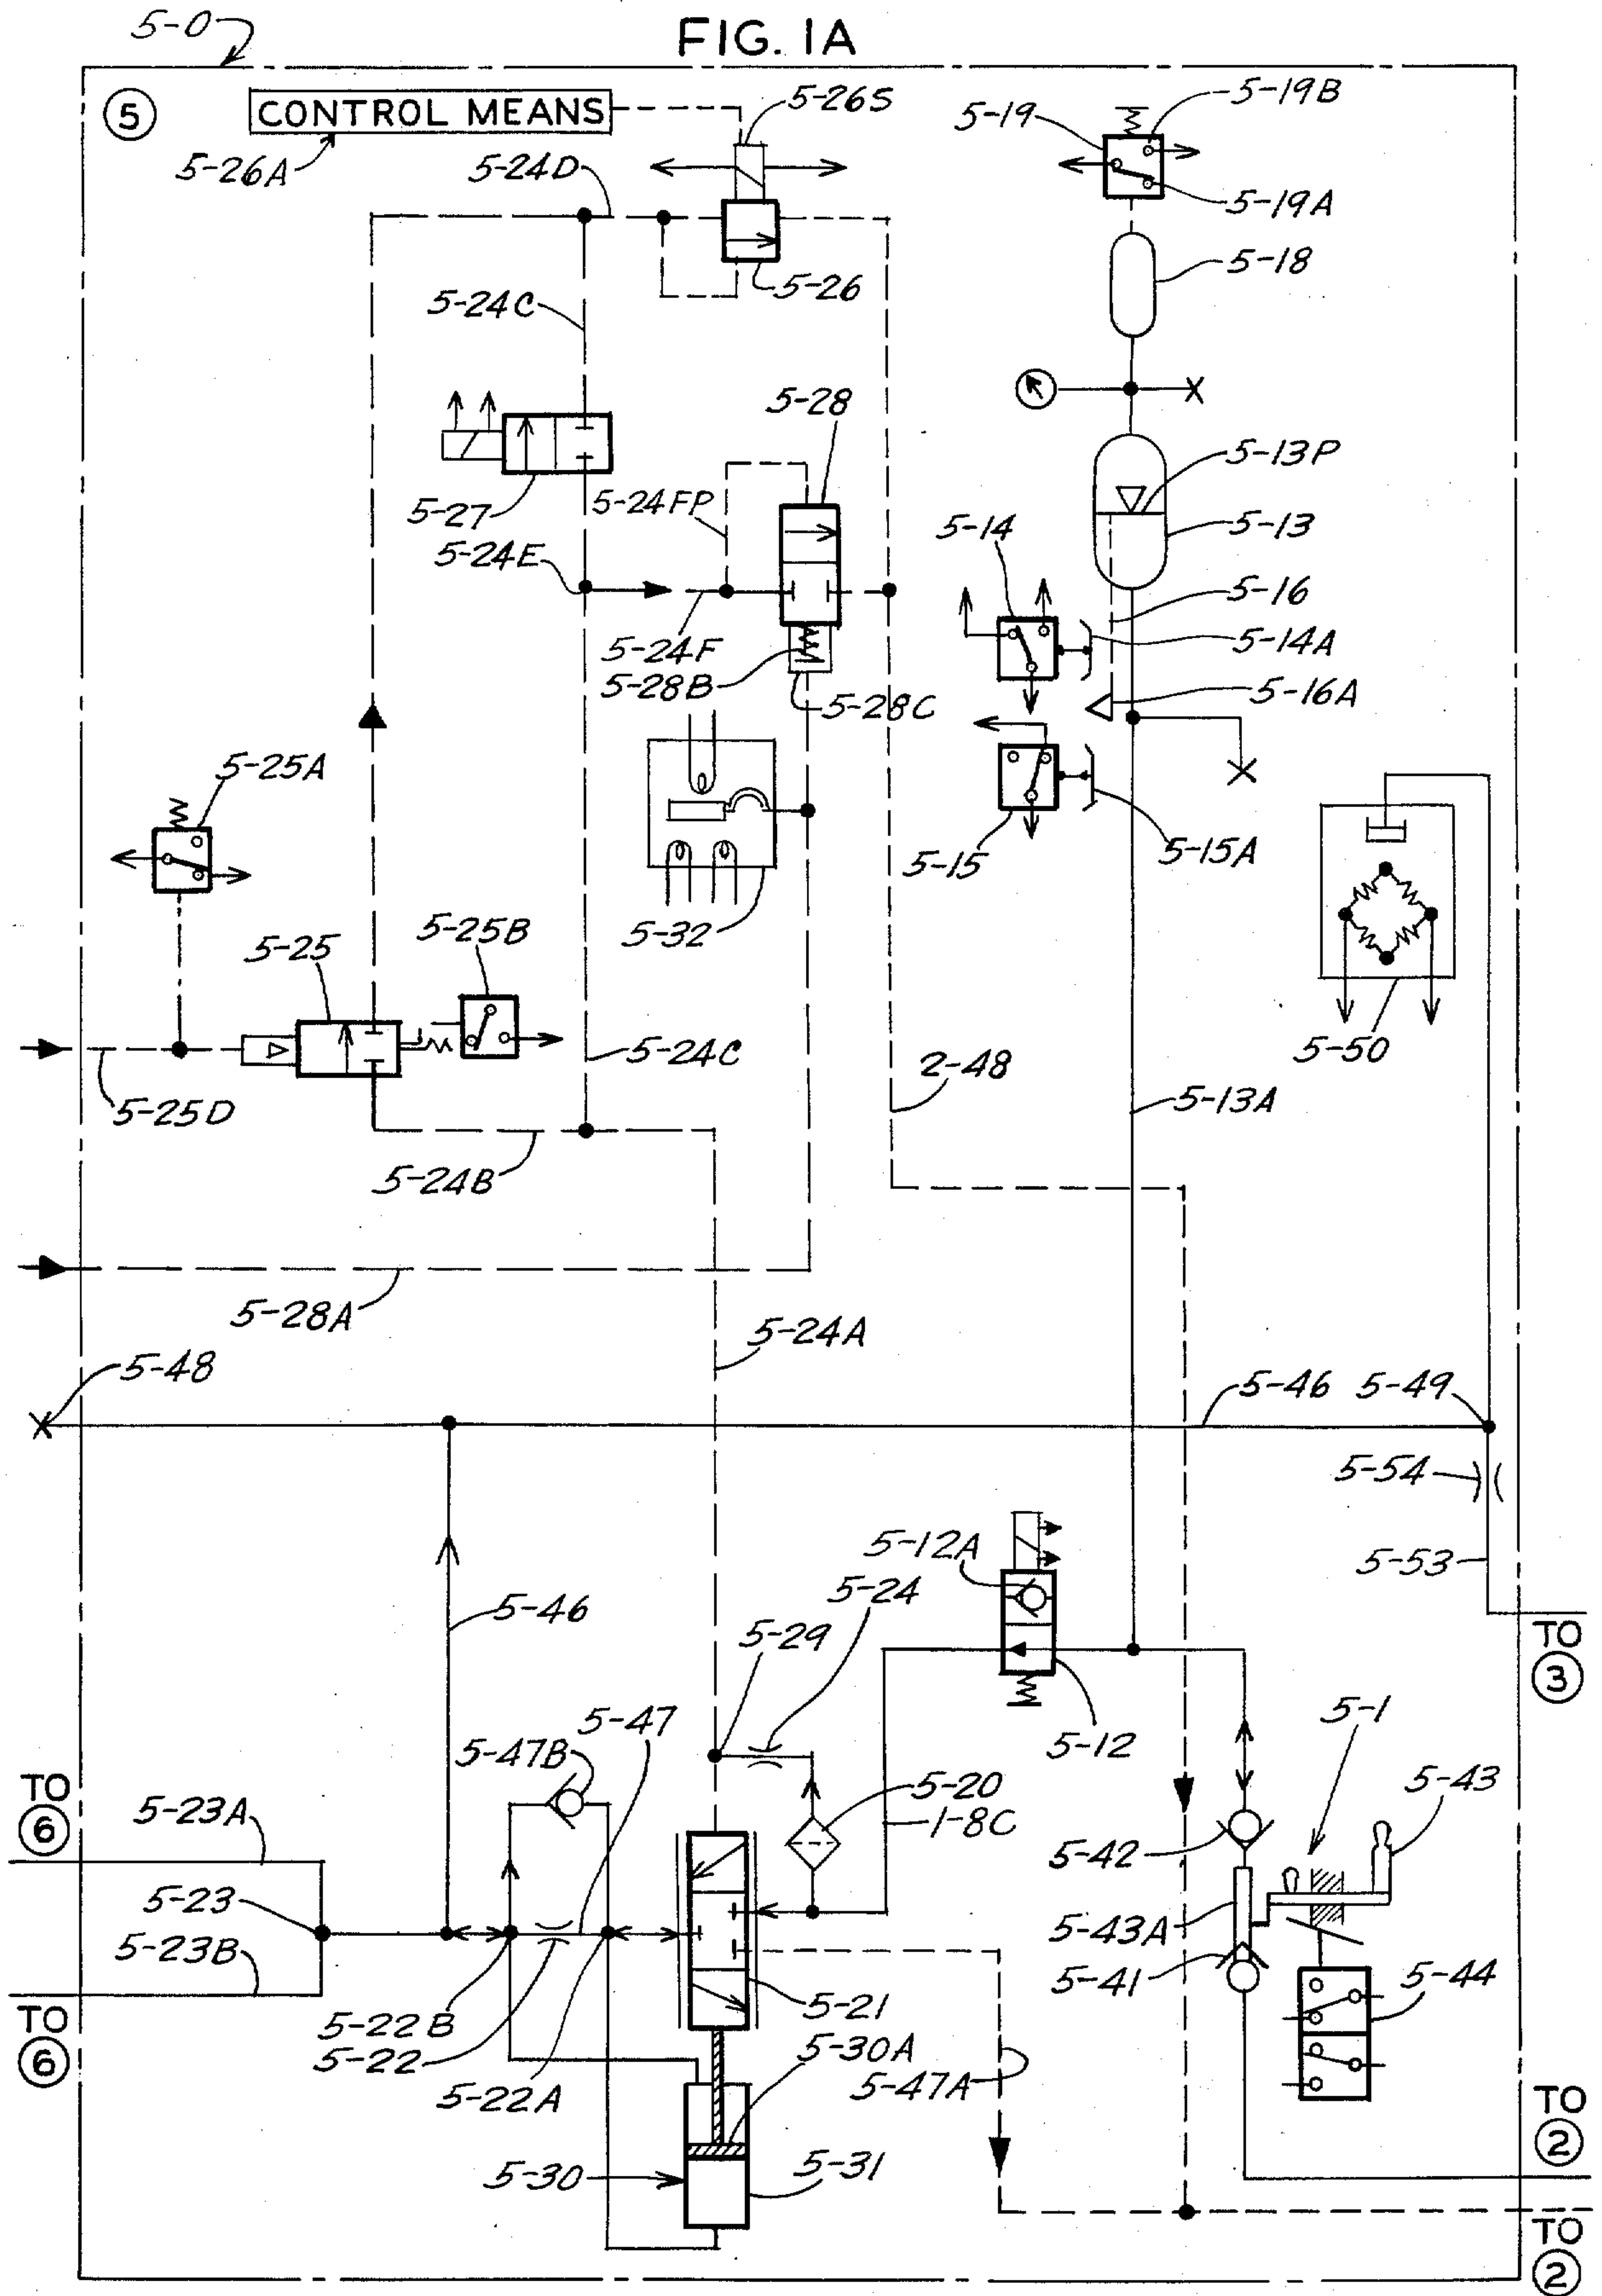 5-0
FIG. 1A
5
CONTROL MEANS
5-26S
5-19
5-19B
5-26A
5-24D
5-19A
5-18
5-26
5-24C
5-28
5-13P
5-27
5-24FP
5-14
5-13
5-24E
5-16
5-24F
5-14A
5-28B
5-28C
5-16A
5-25A
5-15
5-15A
5-32
5-25
5-25B
5-50
5-24C
2-48
5-13A
5-25D
5-24B
5-28A
5-24A
5-48
5-46
5-49
5-54
5-12A
5-24
5-53
5-46
5-29
TO
3
5-47
5-12
5-1
5-47B
5-43
TO
6
5-20
5-23A
1-8C
5-42
5-23
5-43A
5-23B
5-41
5-44
TO
6
5-22B
5-21
5-22
5-30A
5-22A
5-47A
TO
2
5-30
5-31
TO
2